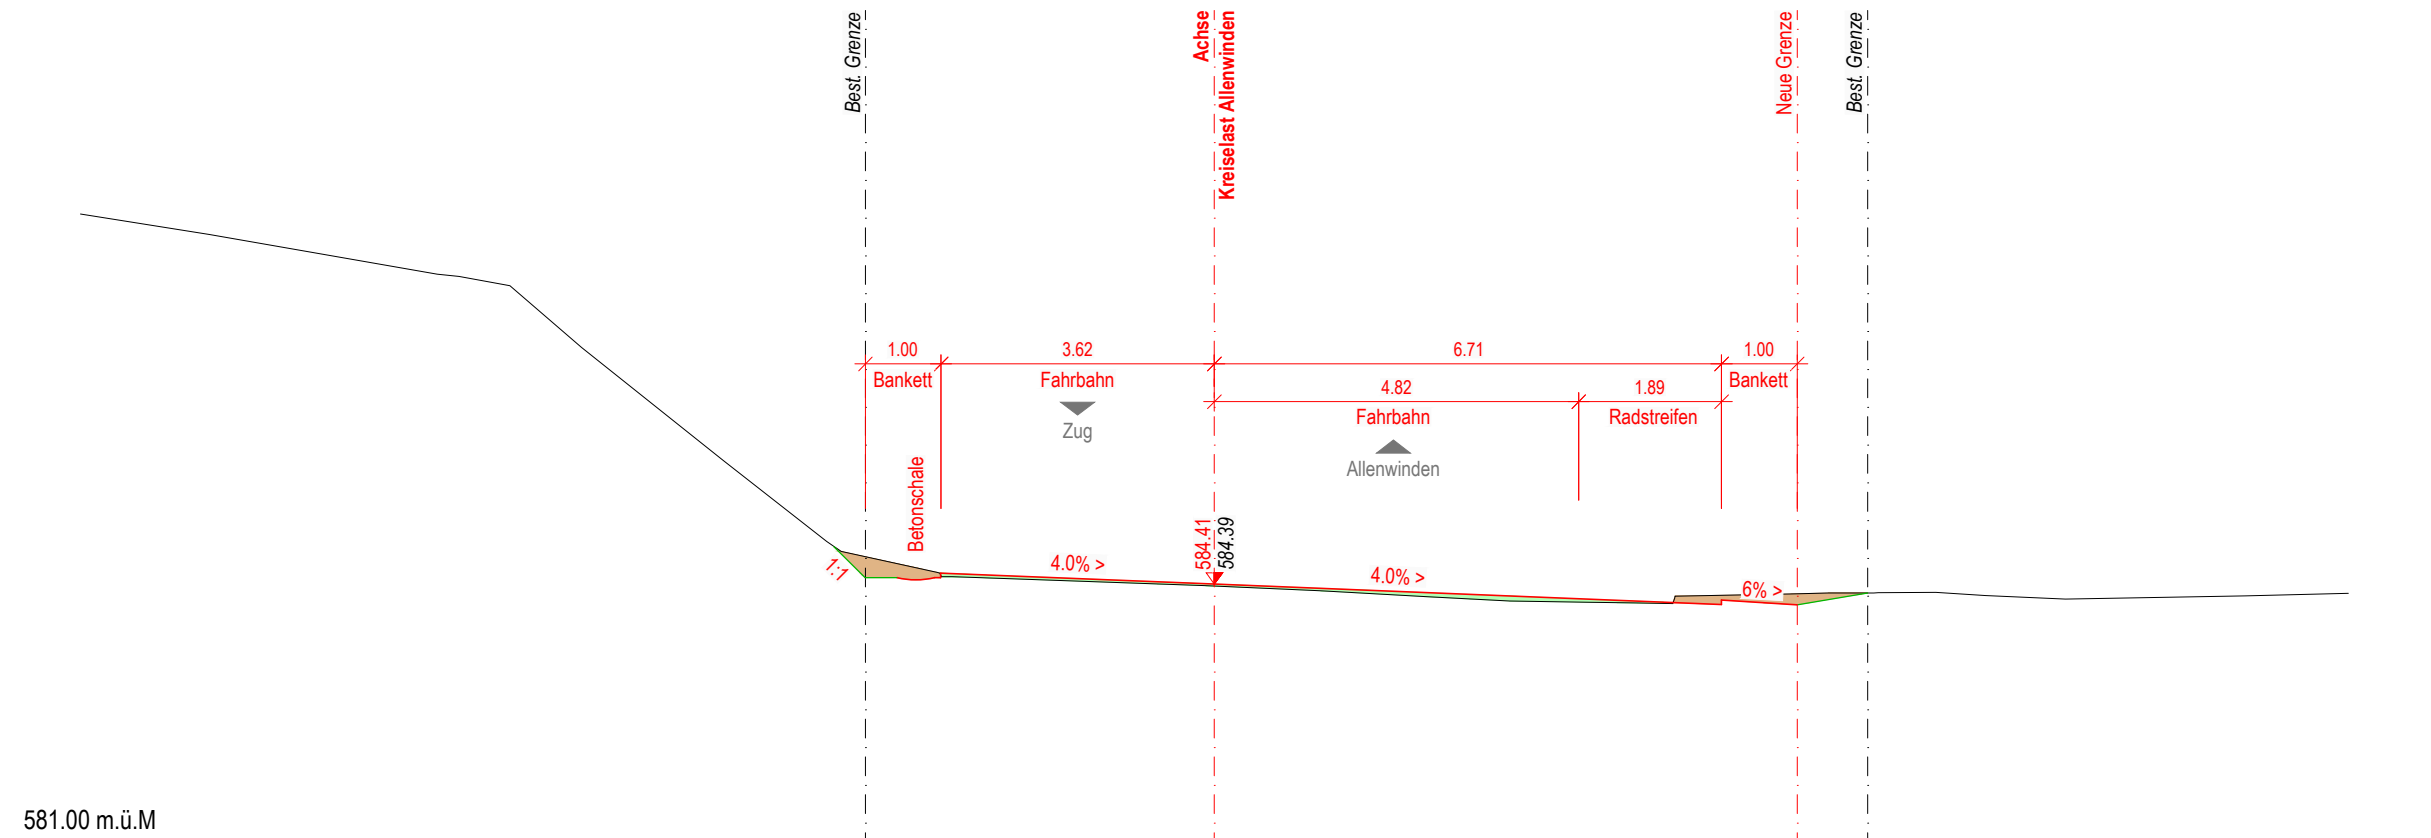 Best. Grenze
Achse
Kreiselast Allenwinden
Neue Grenze
Best. Grenze
1.00
3.62
6.71
1.00
Bankett
Fahrbahn
Bankett
4.82
1.89
Fahrbahn
Radstreifen
Zug
Allenwinden
Betonschale
584.41
584.39
1:1
4.0% >
4.0% >
6% >
581.00 m.ü.M